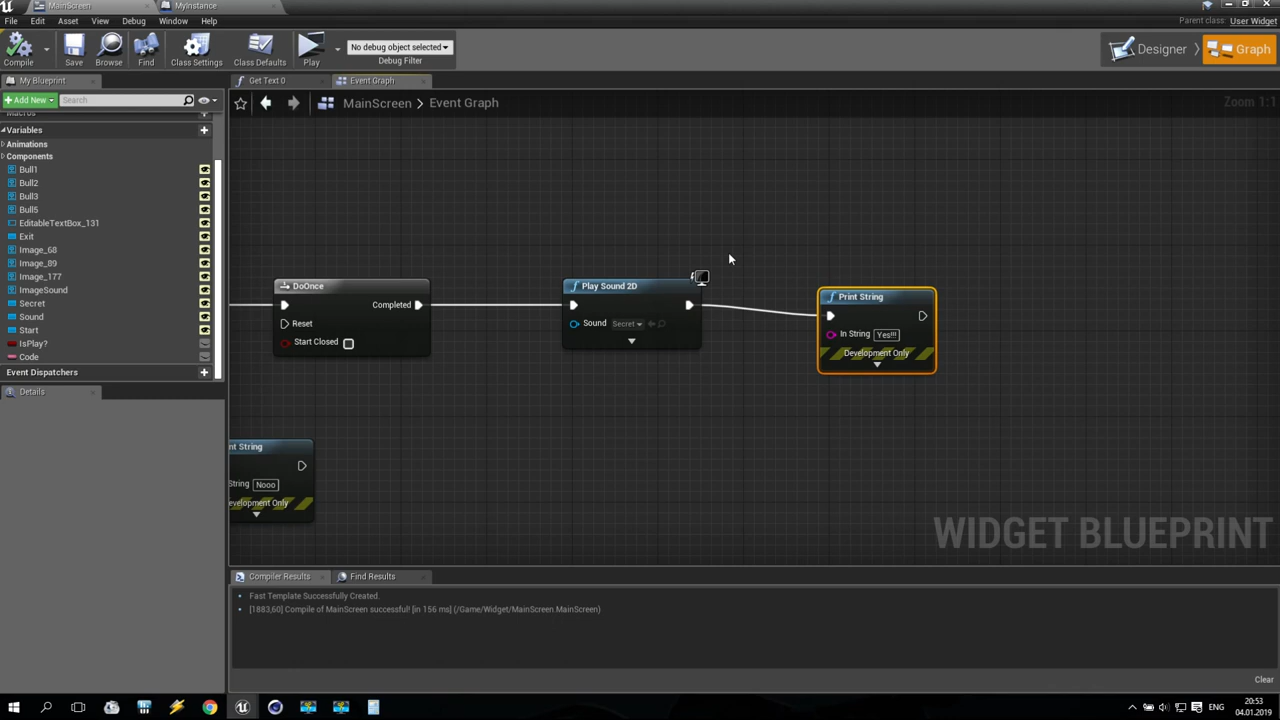 MainScreen
MyInstance
File Edit Asset View Debug Window Help
Parent class: User Widget
Compile
Save
Browse
Find
Class Settings
Class Defaults
Play
No debug object selected
Debug Filter
Designer
Graph
My Blueprint
Get Text 0
Event Graph
Add New
Search
MainScreen > Event Graph
Zoom 1:1
Macros
Variables
Animations
Components
Bull1
Bull2
Bull3
Bull5
EditableTextBox_131
Exit
Image_68
Image_89
Image_177
ImageSound
Secret
Sound
Start
IsPlay?
Code
Event Dispatchers
Details
DoOnce
Completed
Reset
Start Closed
Play Sound 2D
Sound Secret
Print String
In String Yes!!!
Development Only
nt String
String Nooo
evelopment Only
WIDGET BLUEPRINT
Compiler Results
Find Results
Fast Template Successfully Created.
[1883,60] Compile of MainScreen successful! [in 156 ms] (/Game/Widget/MainScreen MainScreen)
Clear
ENG
20:53
04.01.2019